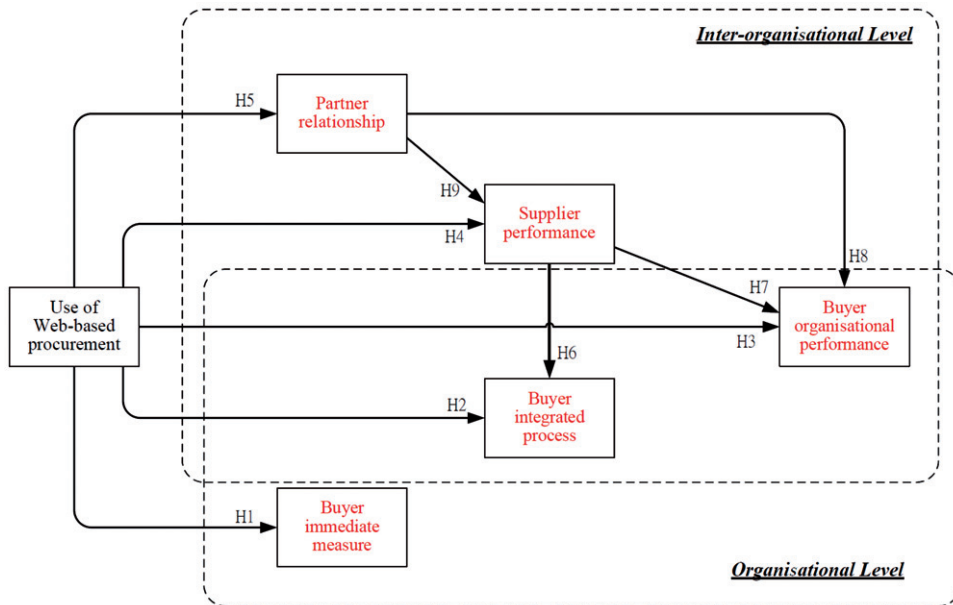 Inter-organisational Level
H5
Partner
relationship
H9
Supplier
performance
H4
H8
H7
Use of
Web-based
procurement
Buyer
organisational
performance
H3
H6
Buyer
integrated
process
H2
Buyer
immediate
measure
H1
Organisational Level